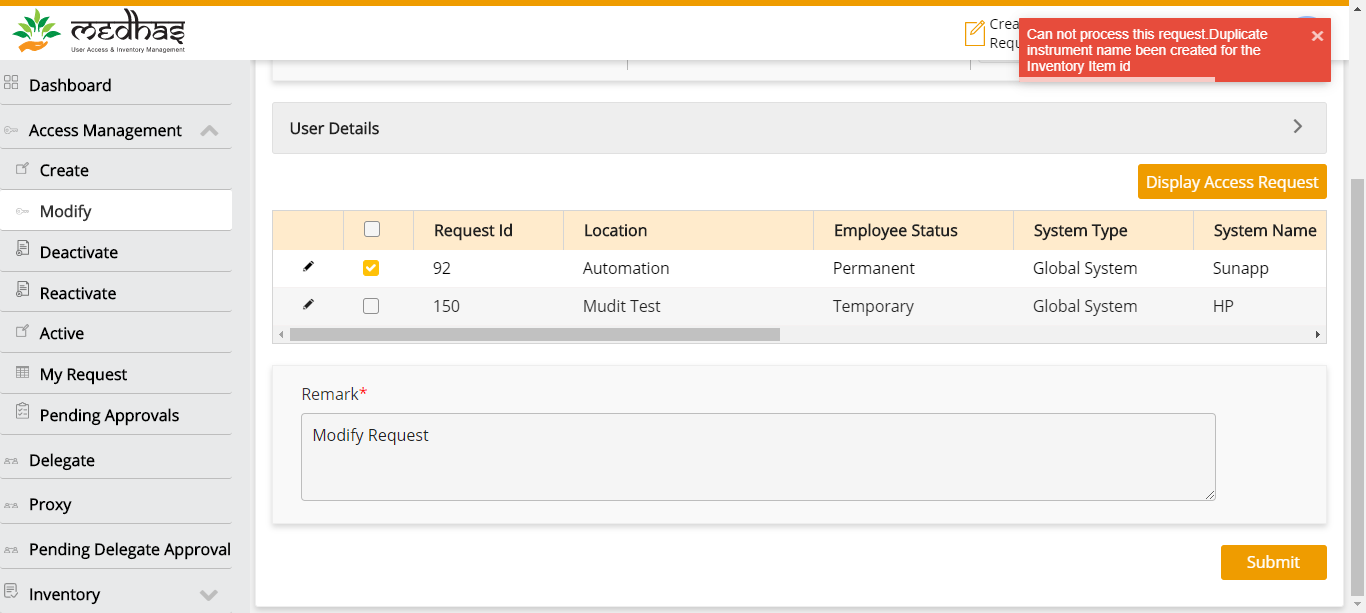 medhas
User Access & Inventory Management
Crea
Requ
Can not process this request.Duplicate
instrument name been created for the
Inventory Item id
Dashboard
Access Management
Create
Modify
Deactivate
Reactivate
Active
My Request
Pending Approvals
Delegate
Proxy
Pending Delegate Approval
Inventory
User Details
Display Access Request
Request Id Location Employee Status System Type System Name
92 Automation Permanent Global System Sunapp
150 Mudit Test Temporary Global System HP
Remark*
Modify Request
Submit